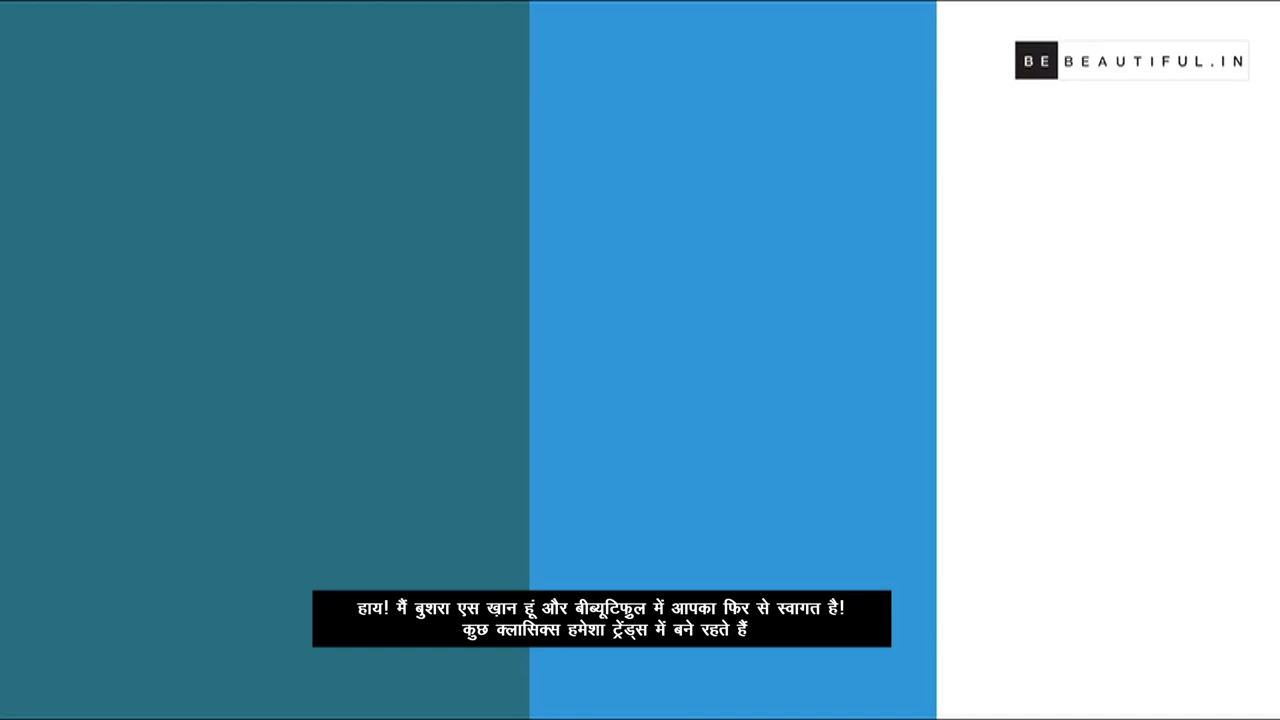 BE BEAUTIFUL.IN
हाय! मैं बुशरा एस ख़ान हूं और बीब्यूटिफ़ुल में आपका फिर से स्वागत है!
कुछ क्लासिक्स हमेशा ट्रेंड्स में बने रहते हैं